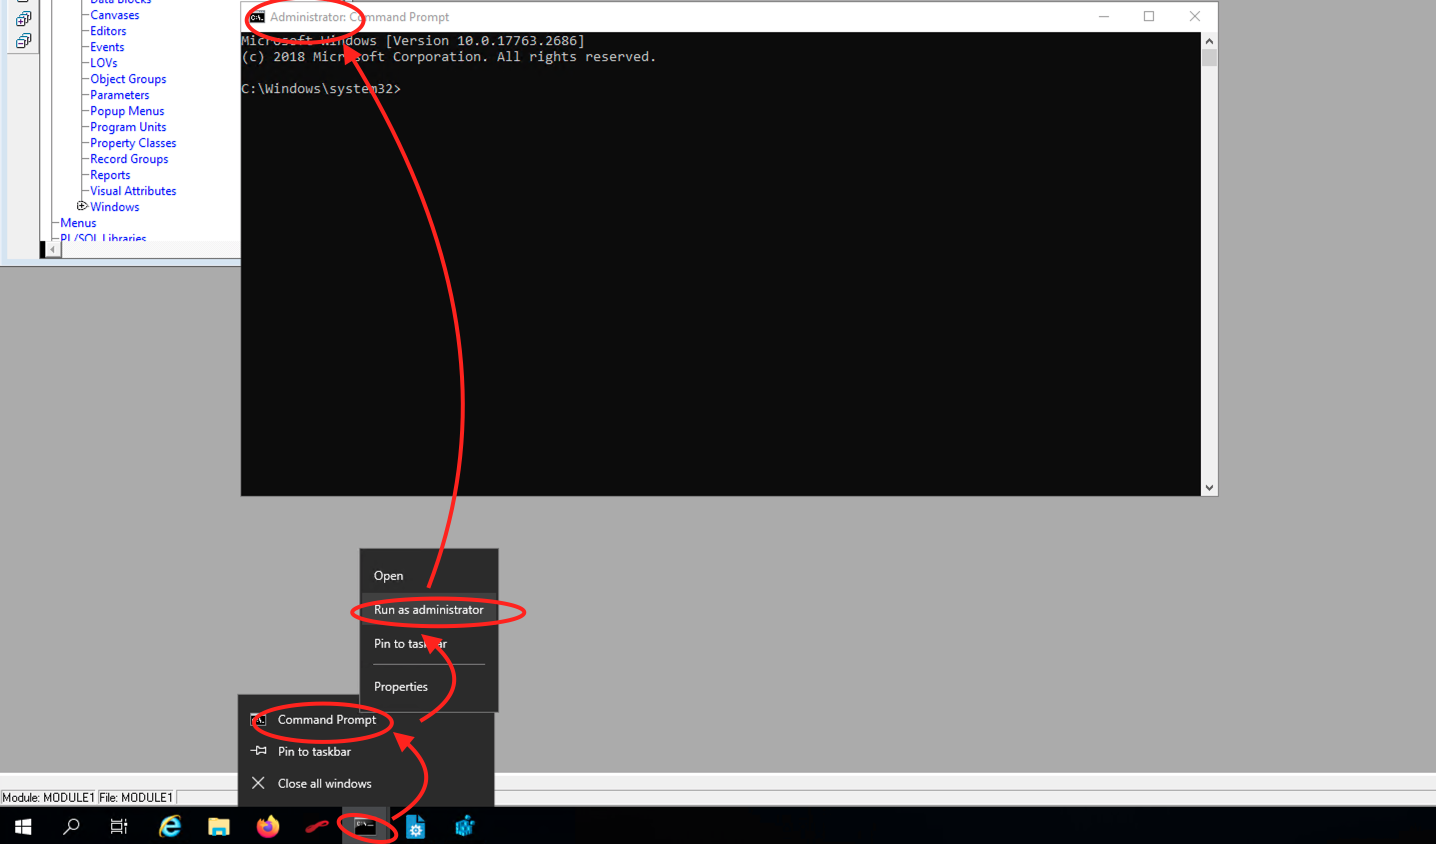 Data Blocks
Canvases
Editors
Events
LOVs
Object Groups
Parameters
Popup Menus
Program Units
Property Classes
Record Groups
Reports
Visual Attributes
Windows
Menus
PL/SQL Libraries
Administrator: Command Prompt
Microsoft Windows [Version 10.0.17763.2686]
(c) 2018 Microsoft Corporation. All rights reserved.
C:\Windows\system32>
Open
Run as administrator
Pin to taskbar
Properties
Command Prompt
Pin to taskbar
Close all windows
Module: MODULE1 File: MODULE1